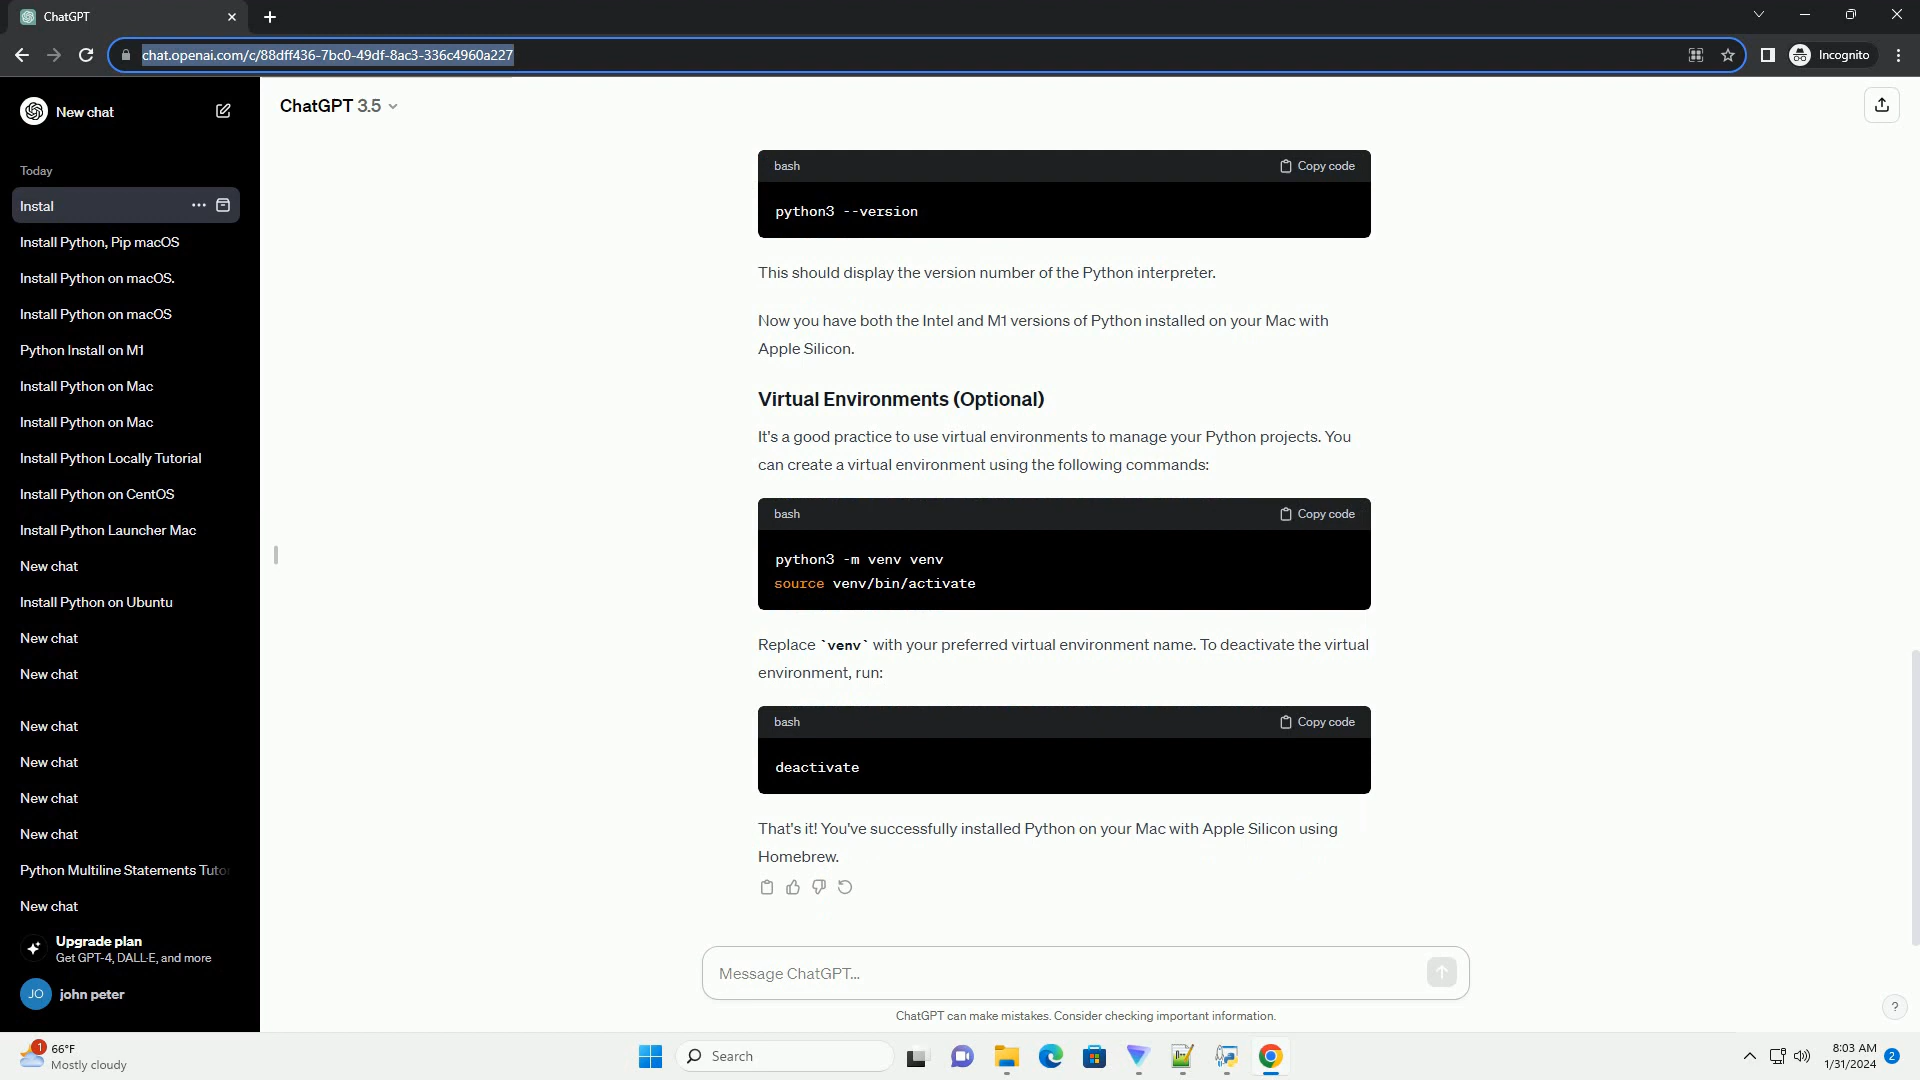 ChatGPT
chat.openai.com/c/88dff436-7bc0-49df-8ac3-336c4960a227
Incognito
New chat
Today
Instal
Install Python, Pip macOS
Install Python on macOS.
Install Python on macOS
Python Install on M1
Install Python on Mac
Install Python on Mac
Install Python Locally Tutorial
Install Python on CentOS
Install Python Launcher Mac
New chat
Install Python on Ubuntu
New chat
New chat
New chat
New chat
New chat
New chat
Python Multiline Statements Tutor
New chat
Upgrade plan
Get GPT-4, DALL·E, and more
JO john peter
ChatGPT 3.5
bash Copy code
python3 --version
This should display the version number of the Python interpreter.
Now you have both the Intel and M1 versions of Python installed on your Mac with
Apple Silicon.
Virtual Environments (Optional)
It's a good practice to use virtual environments to manage your Python projects. You
can create a virtual environment using the following commands:
bash Copy code
python3 -m venv venv
source venv/bin/activate
Replace `venv` with your preferred virtual environment name. To deactivate the virtual
environment, run:
bash Copy code
deactivate
That's it! You've successfully installed Python on your Mac with Apple Silicon using
Homebrew.
Message ChatGPT...
ChatGPT can make mistakes. Consider checking important information.
?
1
66°F
Mostly cloudy
Search
8:03 AM
1/31/2024
2